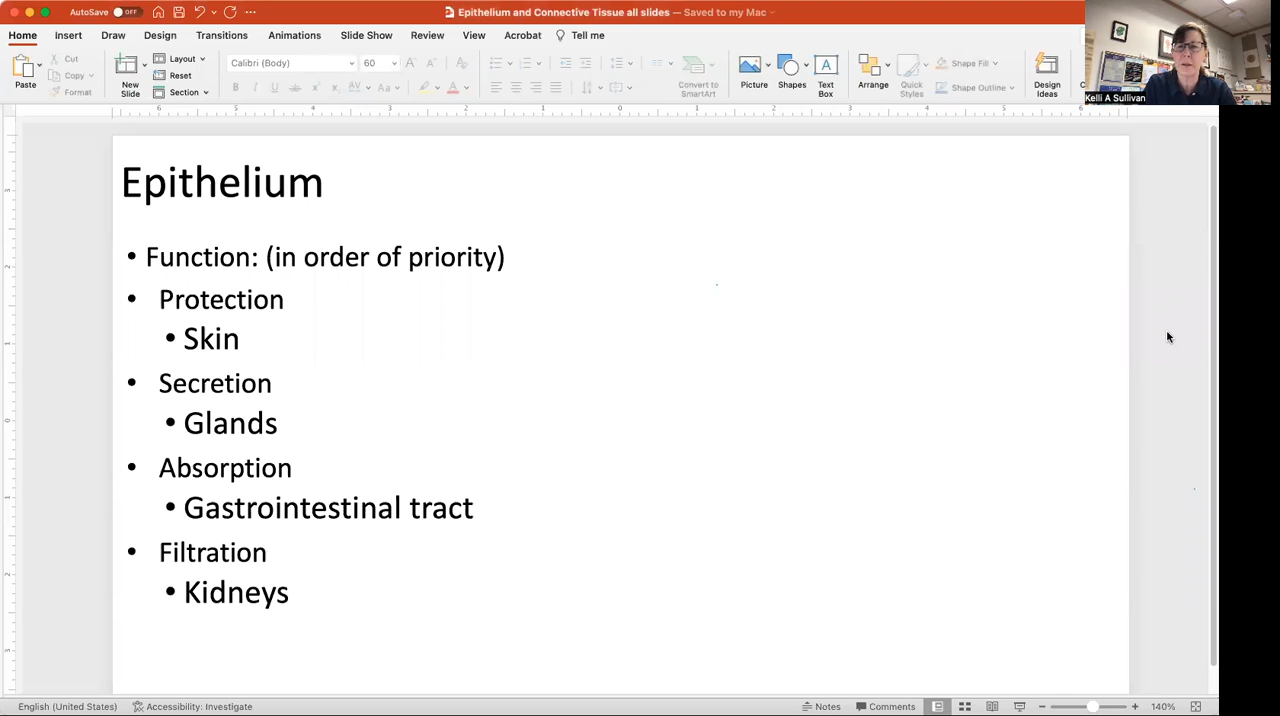 AutoSave OFF
Epithelium and Connective Tissue all slides — Saved to my Mac
Home Insert Draw Design Transitions Animations Slide Show Review View Acrobat Tell me
Paste
Cut
Copy
Format
New Slide
Layout
Reset
Section
Calibri (Body) 60
Convert to SmartArt
Picture
Shapes
Text Box
Arrange
Quick Styles
Shape Fill
Shape Outline
Design Ideas
Kelli A Sullivan
Epithelium
• Function: (in order of priority)
• Protection
• Skin
• Secretion
• Glands
• Absorption
• Gastrointestinal tract
• Filtration
• Kidneys
English (United States) Accessibility: Investigate Notes Comments 140%